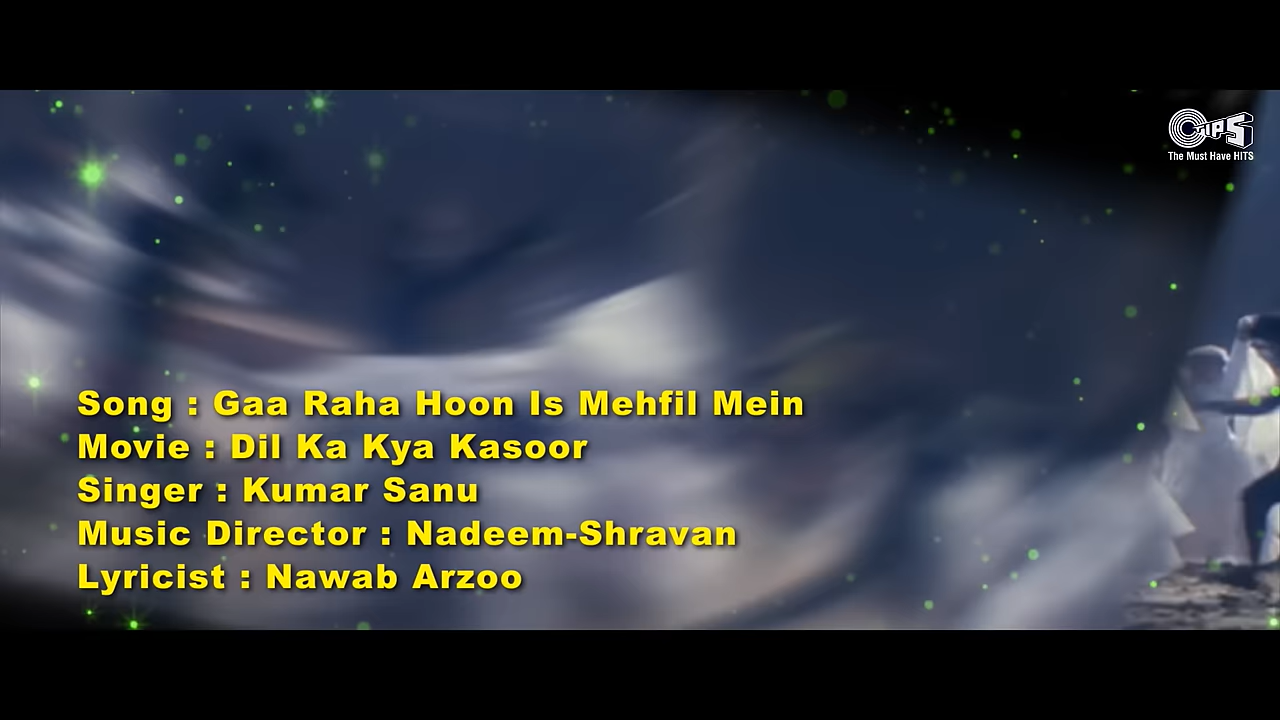 TIPS
The Must Have HITS
Song : Gaa Raha Hoon Is Mehfil Mein
Movie : Dil Ka Kya Kasoor
Singer : Kumar Sanu
Music Director : Nadeem-Shravan
Lyricist : Nawab Arzoo